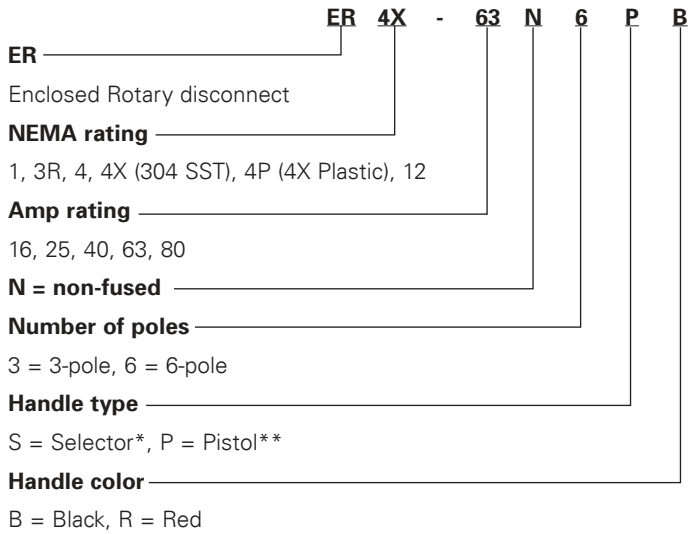 ER 4X - 63 N 6 P B
ER
Enclosed Rotary disconnect
NEMA rating
1, 3R, 4, 4X (304 SST), 4P (4X Plastic), 12
Amp rating
16, 25, 40, 63, 80
N = non-fused
Number of poles
3 = 3-pole, 6 = 6-pole
Handle type
S = Selector*, P = Pistol**
Handle color
B = Black, R = Red